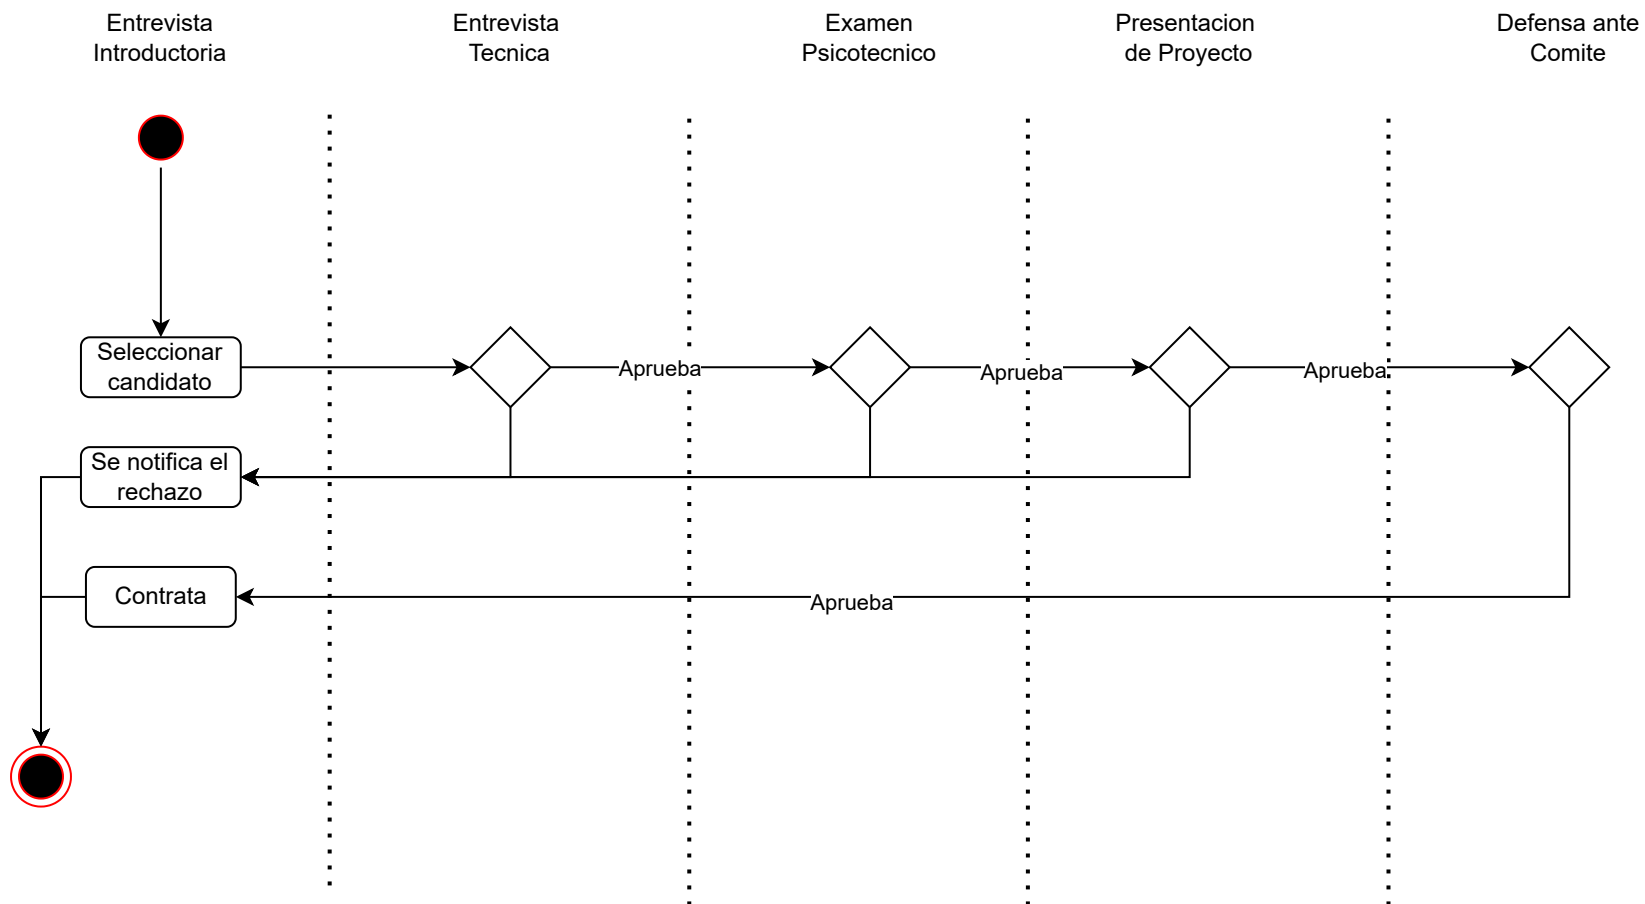 Entrevista
Introductoria
Entrevista
Tecnica
Examen
Psicotecnico
Presentacion
de Proyecto
Defensa ante
Comite
Seleccionar
candidato
Aprueba
Aprueba
Aprueba
Se notifica el
rechazo
Contrata
Aprueba